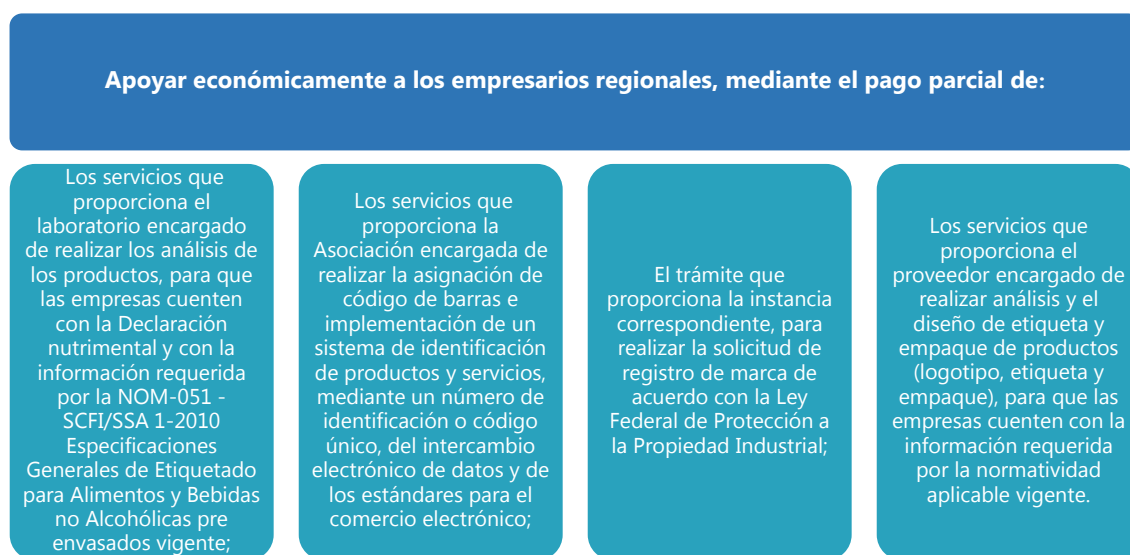 Apoyar económicamente a los empresarios regionales, mediante el pago parcial de:
Los servicios que
proporciona el
laboratorio encargado
de realizar los análisis de
los productos, para que
las empresas cuenten
con la Declaración
nutrimental y con la
información requerida
por la NOM-051 -
SCFI/SSA 1-2010
Especificaciones
Generales de Etiquetado
para Alimentos y Bebidas
no Alcohólicas pre
envasados vigente;
Los servicios que
proporciona la
Asociación encargada de
realizar la asignación de
código de barras e
implementación de un
sistema de identificación
de productos y servicios,
mediante un número de
identificación o código
único, del intercambio
electrónico de datos y de
los estándares para el
comercio electrónico;
El trámite que
proporciona la instancia
correspondiente, para
realizar la solicitud de
registro de marca de
acuerdo con la Ley
Federal de Protección a
la Propiedad Industrial;
Los servicios que
proporciona el
proveedor encargado de
realizar análisis y el
diseño de etiqueta y
empaque de productos
(logotipo, etiqueta y
empaque), para que las
empresas cuenten con la
información requerida
por la normatividad
aplicable vigente.